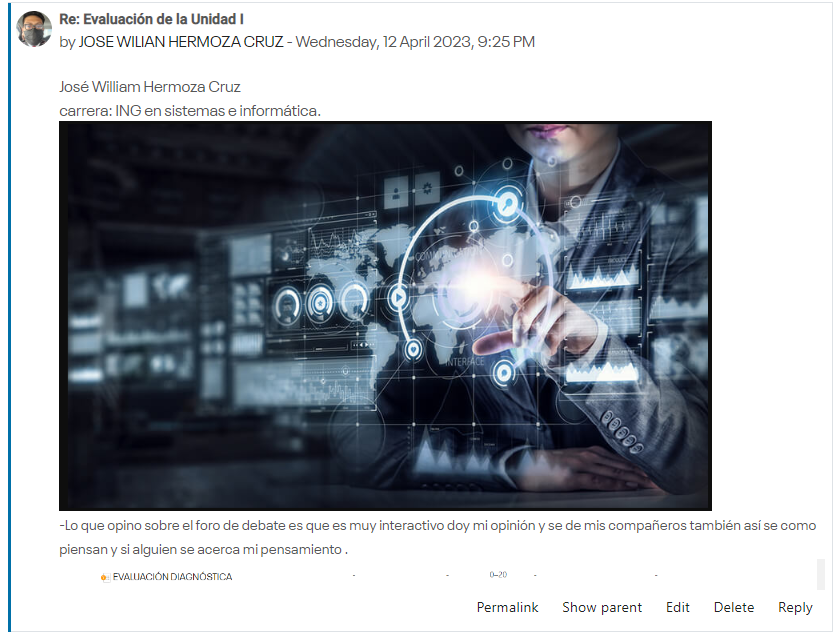 Re: Evaluación de la Unidad I
by JOSE WILIAN HERMOZA CRUZ - Wednesday, 12 April 2023, 9:25 PM
José William Hermoza Cruz
carrera: ING en sistemas e informática.
INTERFACE
-Lo que opino sobre el foro de debate es que es muy interactivo doy mi opinión y se de mis compañeros también así se como
piensan y si alguien se acerca mi pensamiento .
EVALUACIÓN DIAGNÓSTICA - - 0–20 - -
Permalink Show parent Edit Delete Reply